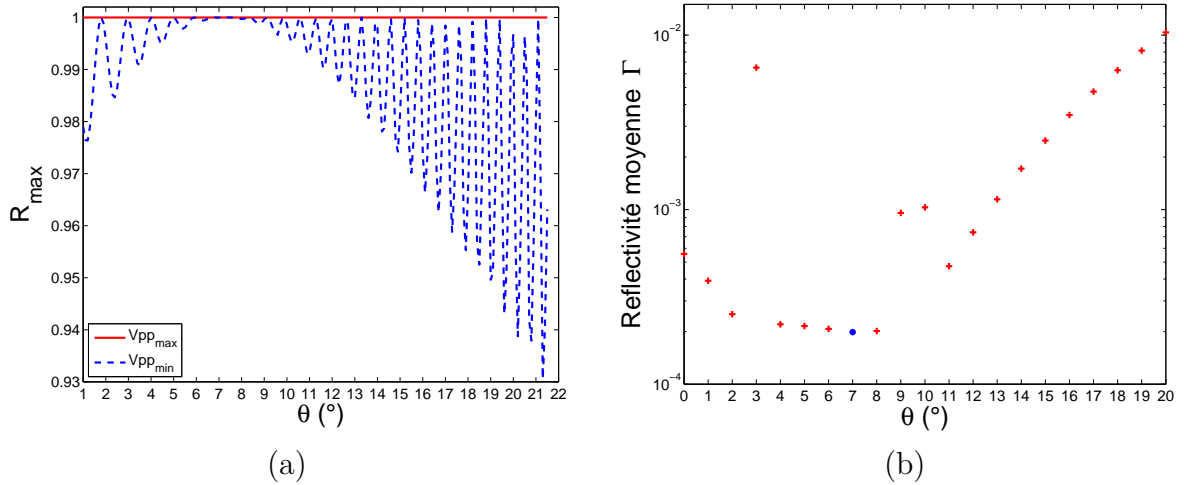 1
0.99
0.98
0.97
0.96
0.95
0.94
0.93
R_max
Vpp_max
Vpp_min
1 2 3 4 5 6 7 8 9 10 11 12 13 14 15 16 17 18 19 20 21 22
θ (°)
(a)
10⁻²
10⁻³
10⁻⁴
Reflectivité moyenne Γ
0 1 2 3 4 5 6 7 8 9 10 11 12 13 14 15 16 17 18 19 20
θ (°)
(b)